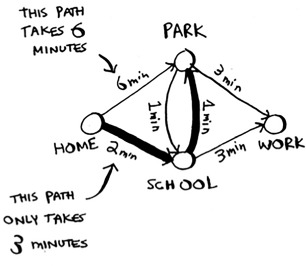 THIS PATH
TAKES 6
MINUTES
PARK
6min
3min
1min
1min
HOME
2min
3min
WORK
SCHOOL
THIS PATH
ONLY TAKES
3 MINUTES